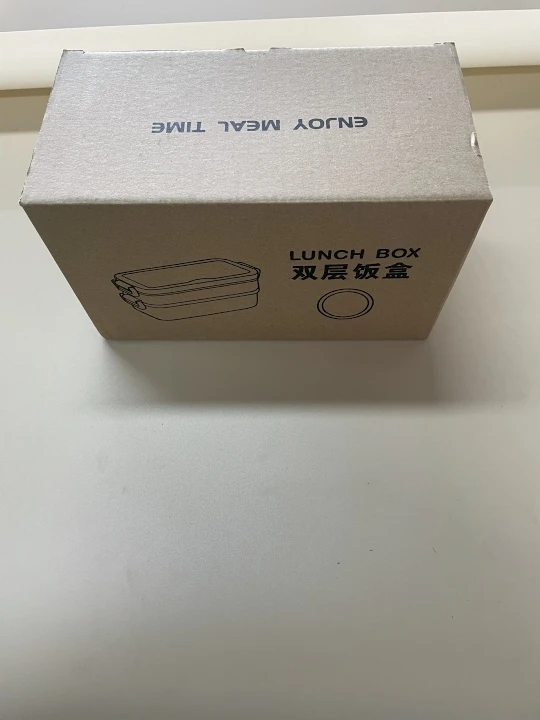 ENJOY MEAL TIME
LUNCH BOX
双层饭盒